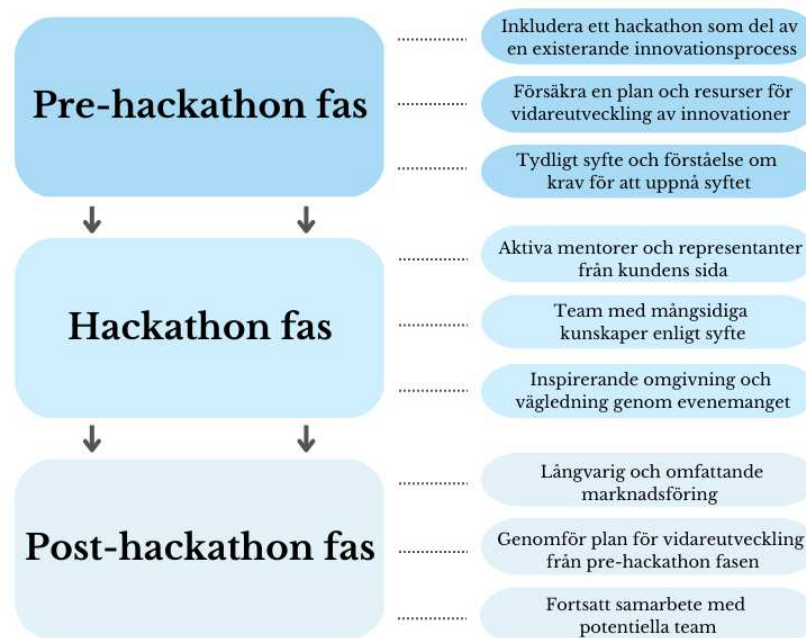 Pre-hackathon fas
Inkludera ett hackathon som del av
en existerande innovationsprocess
Försäkra en plan och resurser för
vidareutveckling av innovationer
Tydligt syfte och förståelse om
krav för att uppnå syftet
Hackathon fas
Aktiva mentorer och representanter
från kundens sida
Team med mångsidiga
kunskaper enligt syfte
Inspirerande omgivning och
vägledning genom evenemanget
Post-hackathon fas
Långvarig och omfattande
marknadsföring
Genomför plan för vidareutveckling
från pre-hackathon fasen
Fortsatt samarbete med
potentiella team